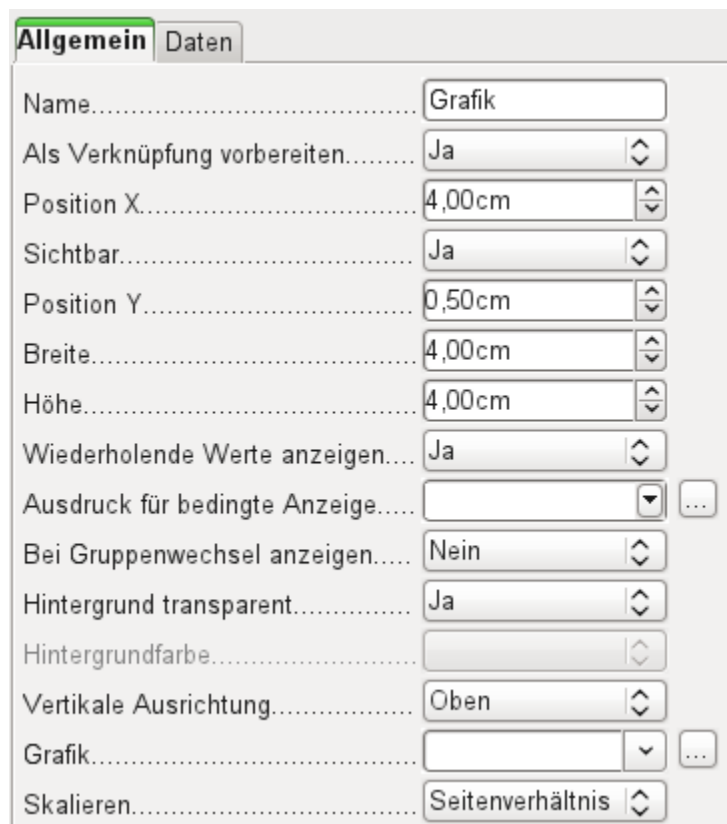 Allgemein Daten
Name........................................ Grafik
Als Verknüpfung vorbereiten......... Ja
Position X.................................. 4,00cm
Sichtbar..................................... Ja
Position Y.................................. 0,50cm
Breite........................................ 4,00cm
Höhe......................................... 4,00cm
Wiederholende Werte anzeigen.... Ja
Ausdruck für bedingte Anzeige..... ...
Bei Gruppenwechsel anzeigen..... Nein
Hintergrund transparent............... Ja
Hintergrundfarbe.........................
Vertikale Ausrichtung.................. Oben
Grafik........................................ ...
Skalieren................................... Seitenverhältnis